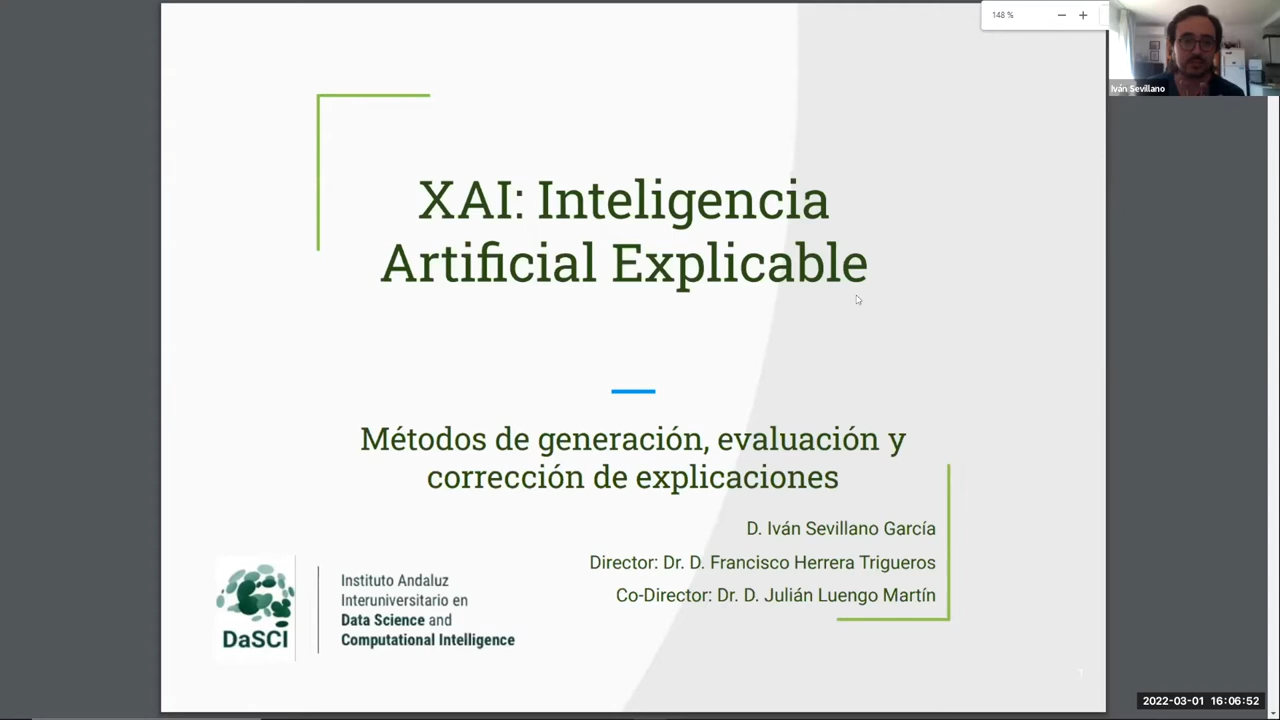 148 %
Iván Sevillano
XAI: Inteligencia
Artificial Explicable
Métodos de generación, evaluación y
corrección de explicaciones
D. Iván Sevillano García
Director: Dr. D. Francisco Herrera Trigueros
Co-Director: Dr. D. Julián Luengo Martín
DaSCI
Instituto Andaluz
Interuniversitario en
Data Science and
Computational Intelligence
1
2022-03-01 16:06:52